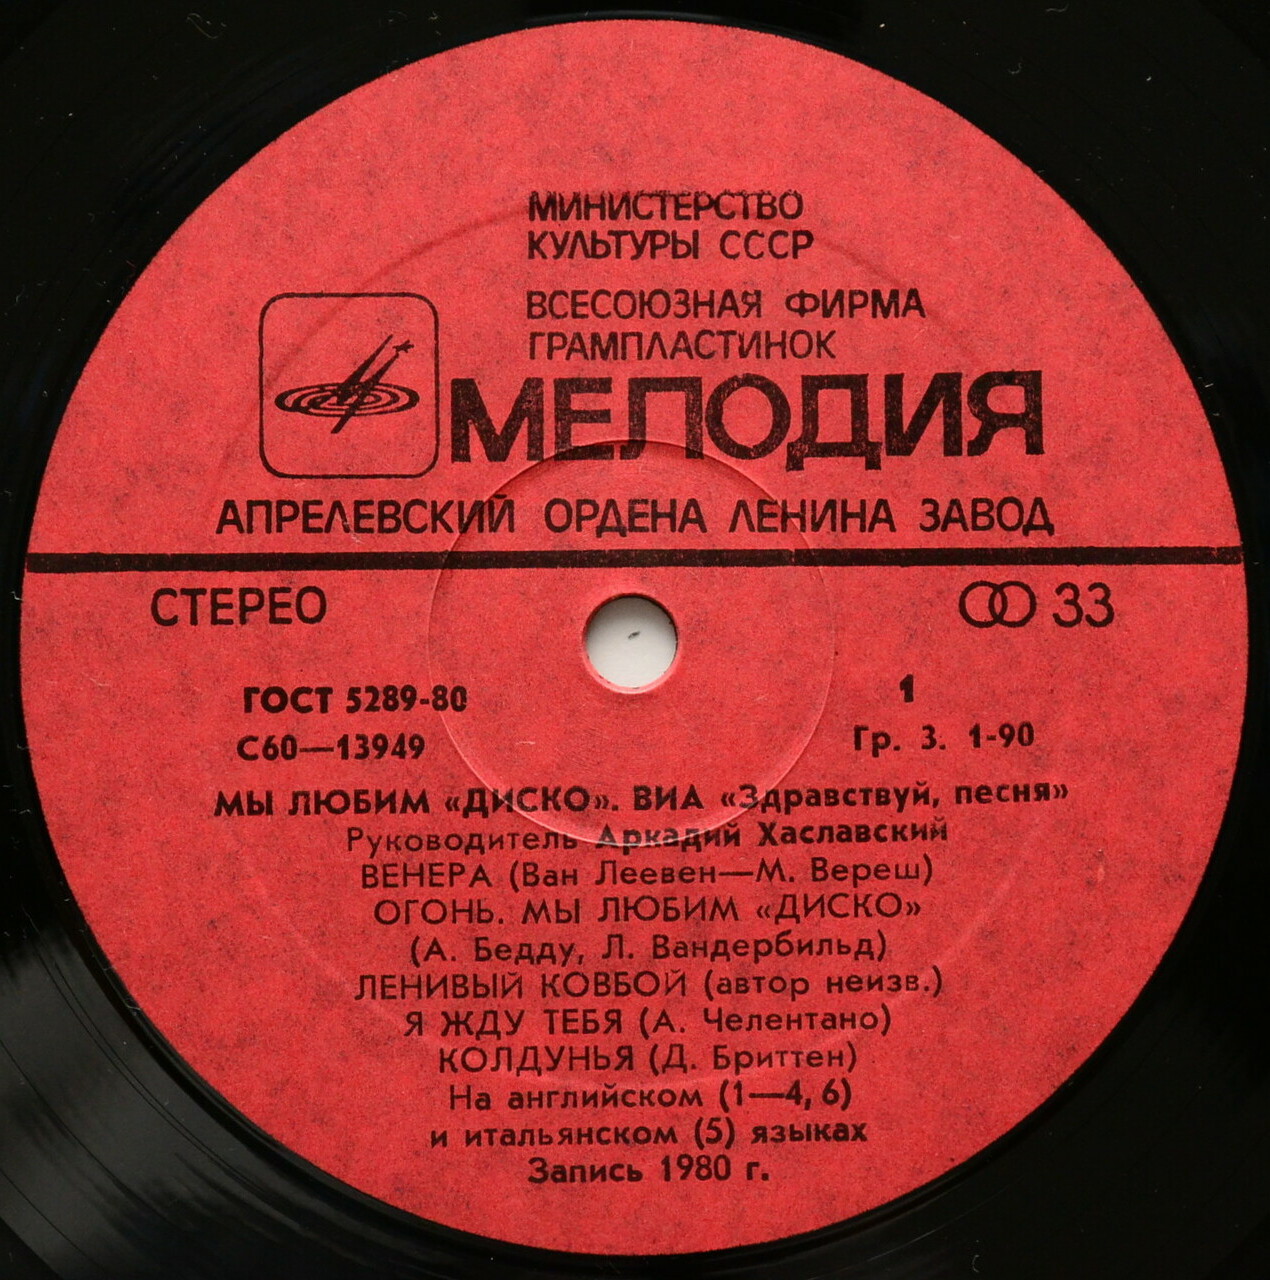 МИНИСТЕРСТВО
КУЛЬТУРЫ СССР
ВСЕСОЮЗНАЯ ФИРМА
ГРАМПЛАСТИНОК
МЕЛОДИЯ
АПРЕЛЕВСКИЙ ОРДЕНА ЛЕНИНА ЗАВОД
СТЕРЕО 33
ГОСТ 5289-80 1
С60—13949 Гр. 3. 1-90
МЫ ЛЮБИМ «ДИСКО». ВИА «Здравствуй, песня»
Руководитель Аркадий Хаславский
ВЕНЕРА (Ван Леевен—М. Вереш)
ОГОНЬ. МЫ ЛЮБИМ «ДИСКО»
(А. Бедду, Л. Вандербильд)
ЛЕНИВЫЙ КОВБОЙ (автор неизв.)
Я ЖДУ ТЕБЯ (А. Челентано)
КОЛДУНЬЯ (Д. Бриттен)
На английском (1—4, 6)
и итальянском (5) языках
Запись 1980 г.